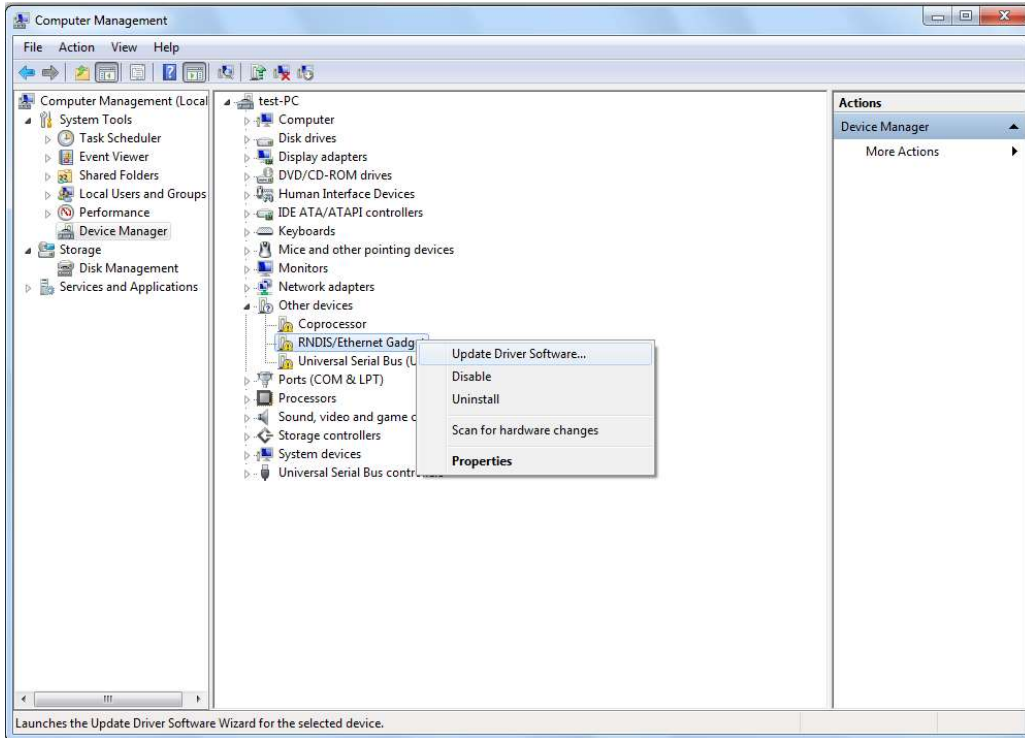 Computer Management
File Action View Help
Computer Management (Local
System Tools
Task Scheduler
Event Viewer
Shared Folders
Local Users and Groups
Performance
Device Manager
Storage
Disk Management
Services and Applications
test-PC
Computer
Disk drives
Display adapters
DVD/CD-ROM drives
Human Interface Devices
IDE ATA/ATAPI controllers
Keyboards
Mice and other pointing devices
Monitors
Network adapters
Other devices
Coprocessor
RNDIS/Ethernet Gadg
Universal Serial Bus (U
Ports (COM & LPT)
Processors
Sound, video and game c
Storage controllers
System devices
Universal Serial Bus contr
Update Driver Software...
Disable
Uninstall
Scan for hardware changes
Properties
Actions
Device Manager
More Actions
Launches the Update Driver Software Wizard for the selected device.